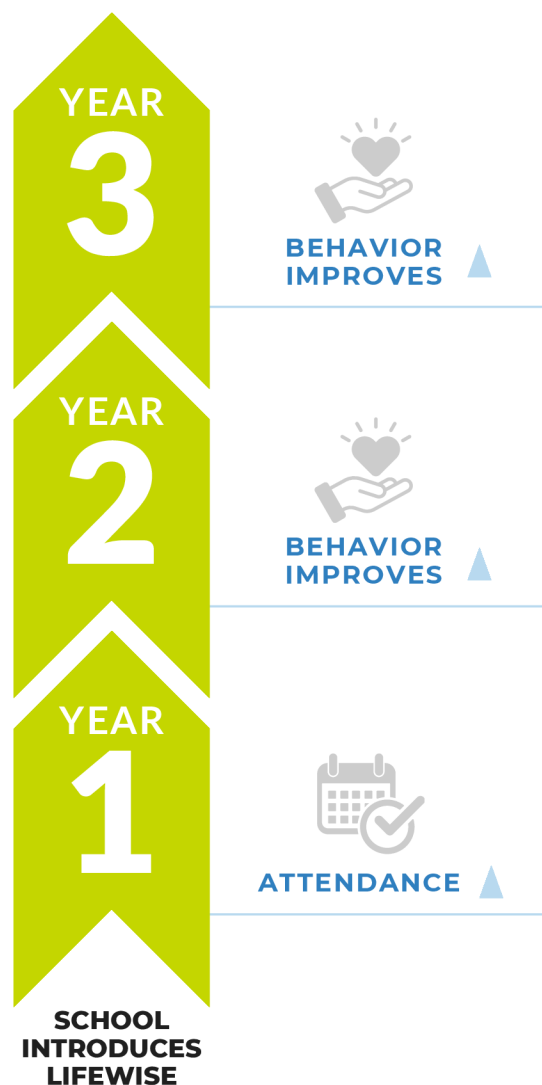 YEAR
3
BEHAVIOR
IMPROVES
YEAR
2
BEHAVIOR
IMPROVES
YEAR
1
ATTENDANCE
SCHOOL
INTRODUCES
LIFEWISE